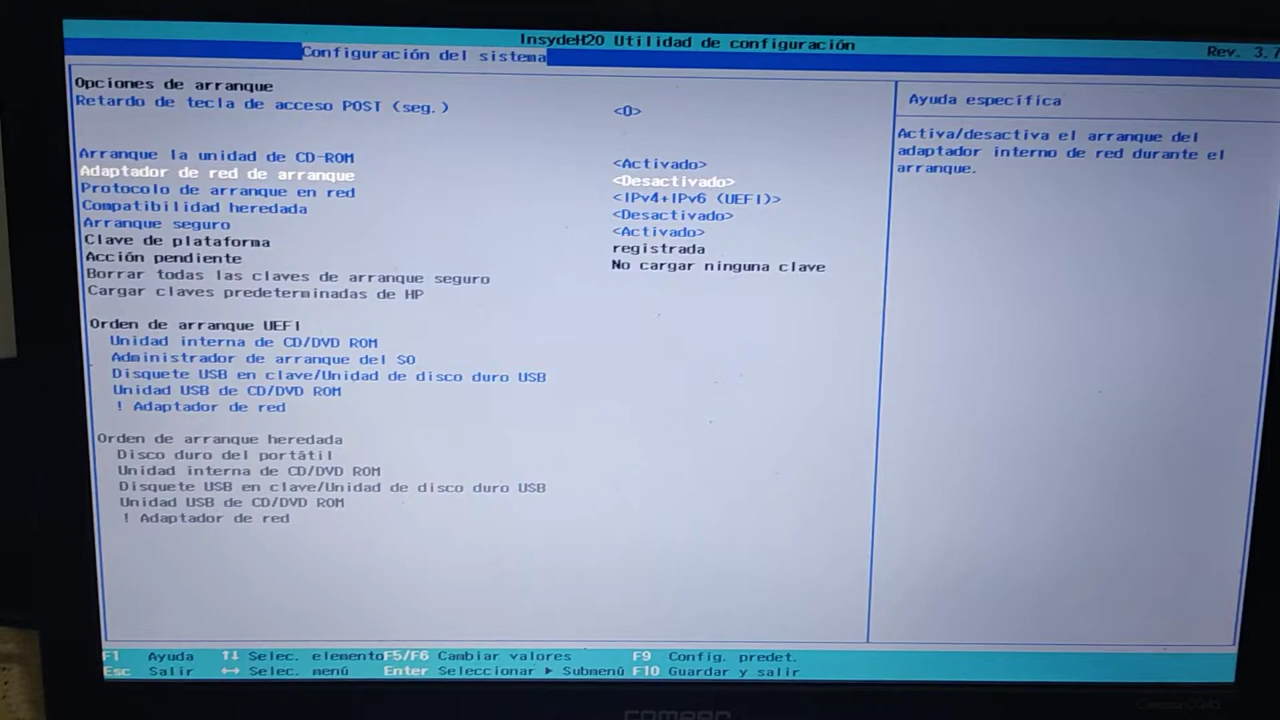 InsydeH20 Utilidad de configuración
Configuración del sistema
Rev. 3.7
Opciones de arranque
Retardo de tecla de acceso POST (seg.) <0>
Arranque la unidad de CD-ROM <Activado>
Adaptador de red de arranque <Desactivado>
Protocolo de arranque en red <IPv4+IPv6 (UEFI)>
Compatibilidad heredada <Desactivado>
Arranque seguro <Activado>
Clave de plataforma registrada
Acción pendiente No cargar ninguna clave
Borrar todas las claves de arranque seguro
Cargar claves predeterminadas de HP
Orden de arranque UEFI
Unidad interna de CD/DVD ROM
Administrador de arranque del SO
Disquete USB en clave/Unidad de disco duro USB
Unidad USB de CD/DVD ROM
! Adaptador de red
Orden de arranque heredada
Disco duro del portátil
Unidad interna de CD/DVD ROM
Disquete USB en clave/Unidad de disco duro USB
Unidad USB de CD/DVD ROM
! Adaptador de red
Ayuda específica
Activa/desactiva el arranque del
adaptador interno de red durante el
arranque.
F1 Ayuda ↑↓ Selec. elemento F5/F6 Cambiar valores F9 Config. predet.
Esc Salir ↔ Selec. menú Enter Seleccionar ▶ Submenú F10 Guardar y salir